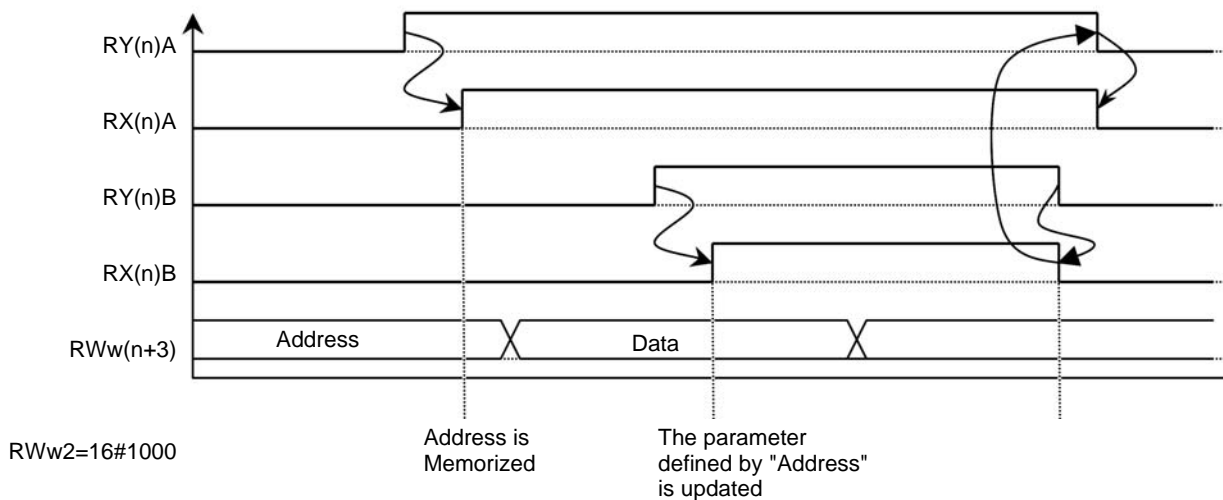 RY(n)A
RX(n)A
RY(n)B
RX(n)B
RWw(n+3)
Address
Data
RWw2=16#1000
Address is
Memorized
The parameter
defined by "Address"
is updated